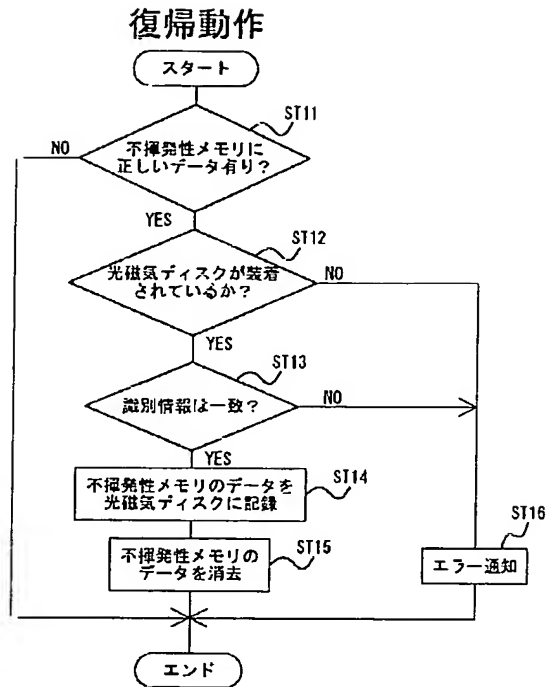 復帰動作
スタート
ST11
不揮発性メモリに
正しいデータ有り？
NO
YES
ST12
光磁気ディスクが装着
されているか？
NO
YES
ST13
識別情報は一致？
NO
YES
ST14
不揮発性メモリのデータを
光磁気ディスクに記録
ST15
不揮発性メモリの
データを消去
ST16
エラー通知
エンド